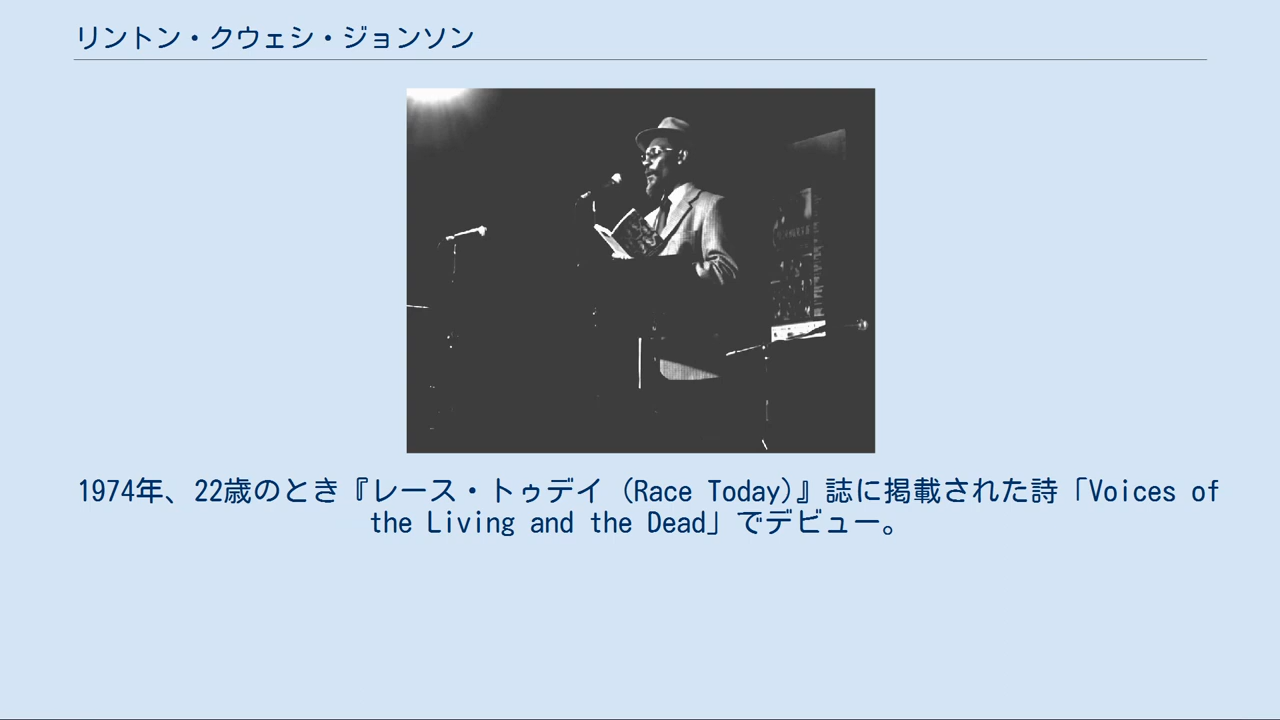 リントン・クウェシ・ジョンソン
1974年、22歳のとき『レース・トゥデイ（Race Today)』誌に掲載された詩「Voices of
the Living and the Dead」でデビュー。